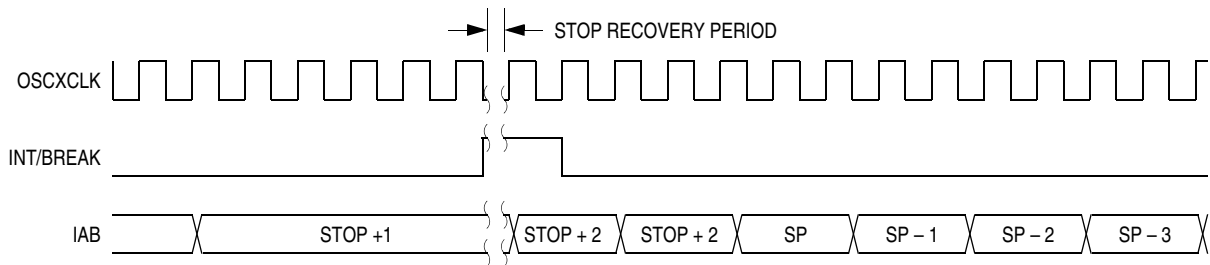 STOP RECOVERY PERIOD
OSCXCLK
INT/BREAK
IAB STOP +1 STOP + 2 STOP + 2 SP SP – 1 SP – 2 SP – 3